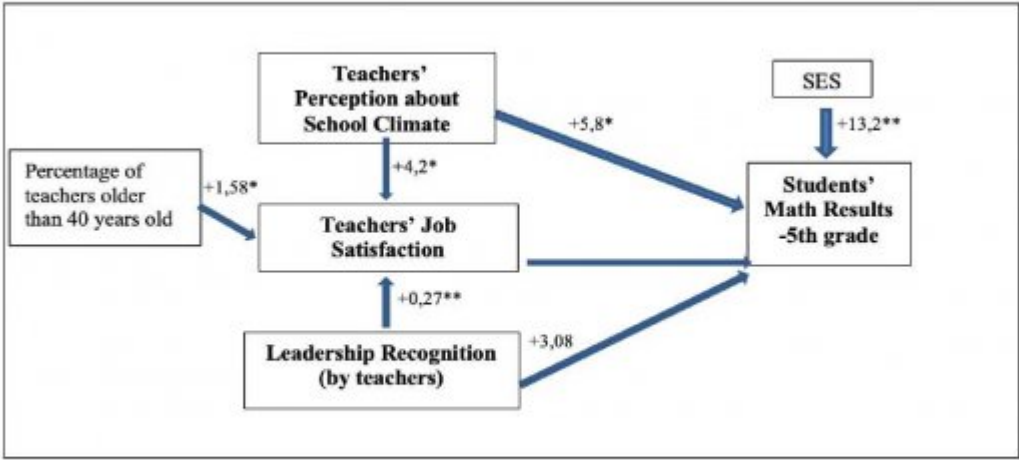 Teachers’
Perception about
School Climate
SES
+5,8*
+13,2**
+4,2*
Percentage of
teachers older
than 40 years old
+1,58*
Students’
Math Results
-5th grade
Teachers’ Job
Satisfaction
+0,27**
Leadership Recognition
(by teachers)
+3,08